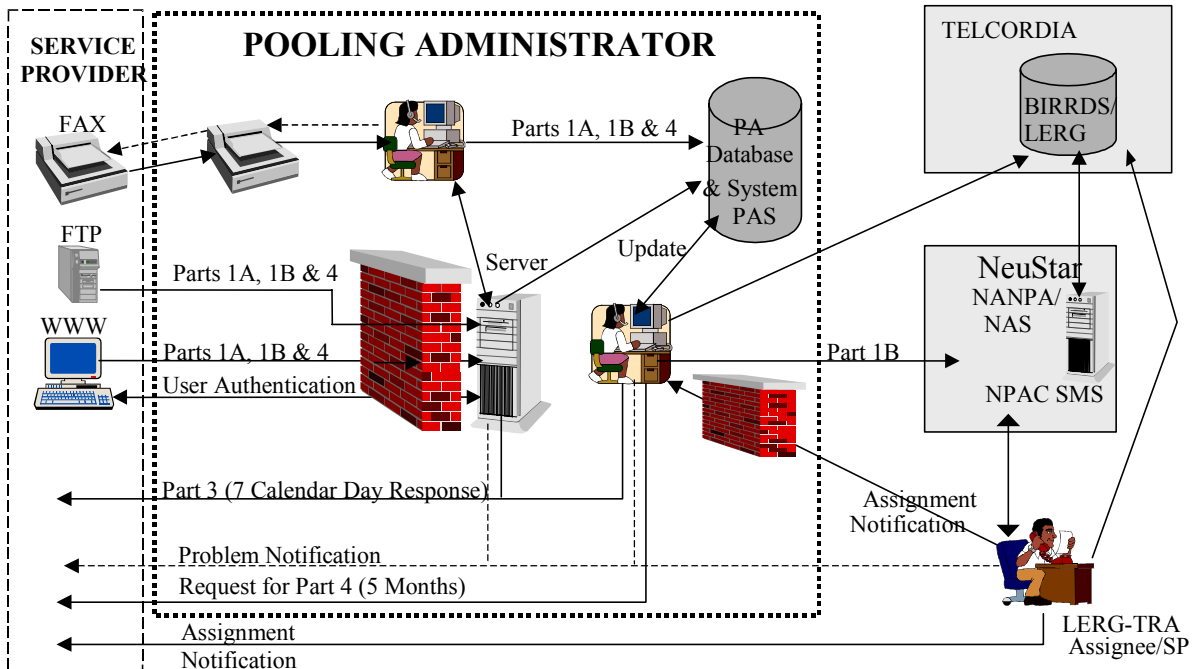 SERVICE
PROVIDER
POOLING ADMINISTRATOR
TELCORDIA
BIRRDS/
LERG
FAX
Parts 1A, 1B & 4
PA
Database
& System
PAS
FTP
Parts 1A, 1B & 4
Server
Update
NeuStar
NANPA/
NAS
WWW
Parts 1A, 1B & 4
User Authentication
Part 1B
NPAC SMS
Part 3 (7 Calendar Day Response)
Assignment
Notification
Problem Notification
Request for Part 4 (5 Months)
Assignment
Notification
LERG-TRA
Assignee/SP